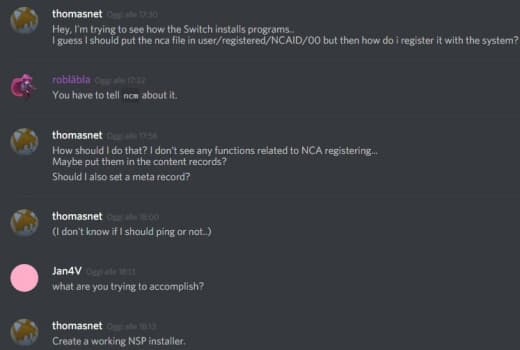 thomasnet Oggi alle 17:30
Hey, I'm trying to see how the Switch installs programs..
I guess I should put the nca file in user/registered/NCAID/00 but then how do i register it with the system?
roblabla Oggi alle 17:32
You have to tell ncm about it.
thomasnet Oggi alle 17:56
How should I do that? I don't see any functions related to NCA registering...
Maybe put them in the content records?
Should I also set a meta record?
thomasnet Oggi alle 18:00
(I don't know if I should ping or not..)
Jan4V Oggi alle 18:13
what are you trying to accomplish?
thomasnet Oggi alle 18:13
Create a working NSP installer.